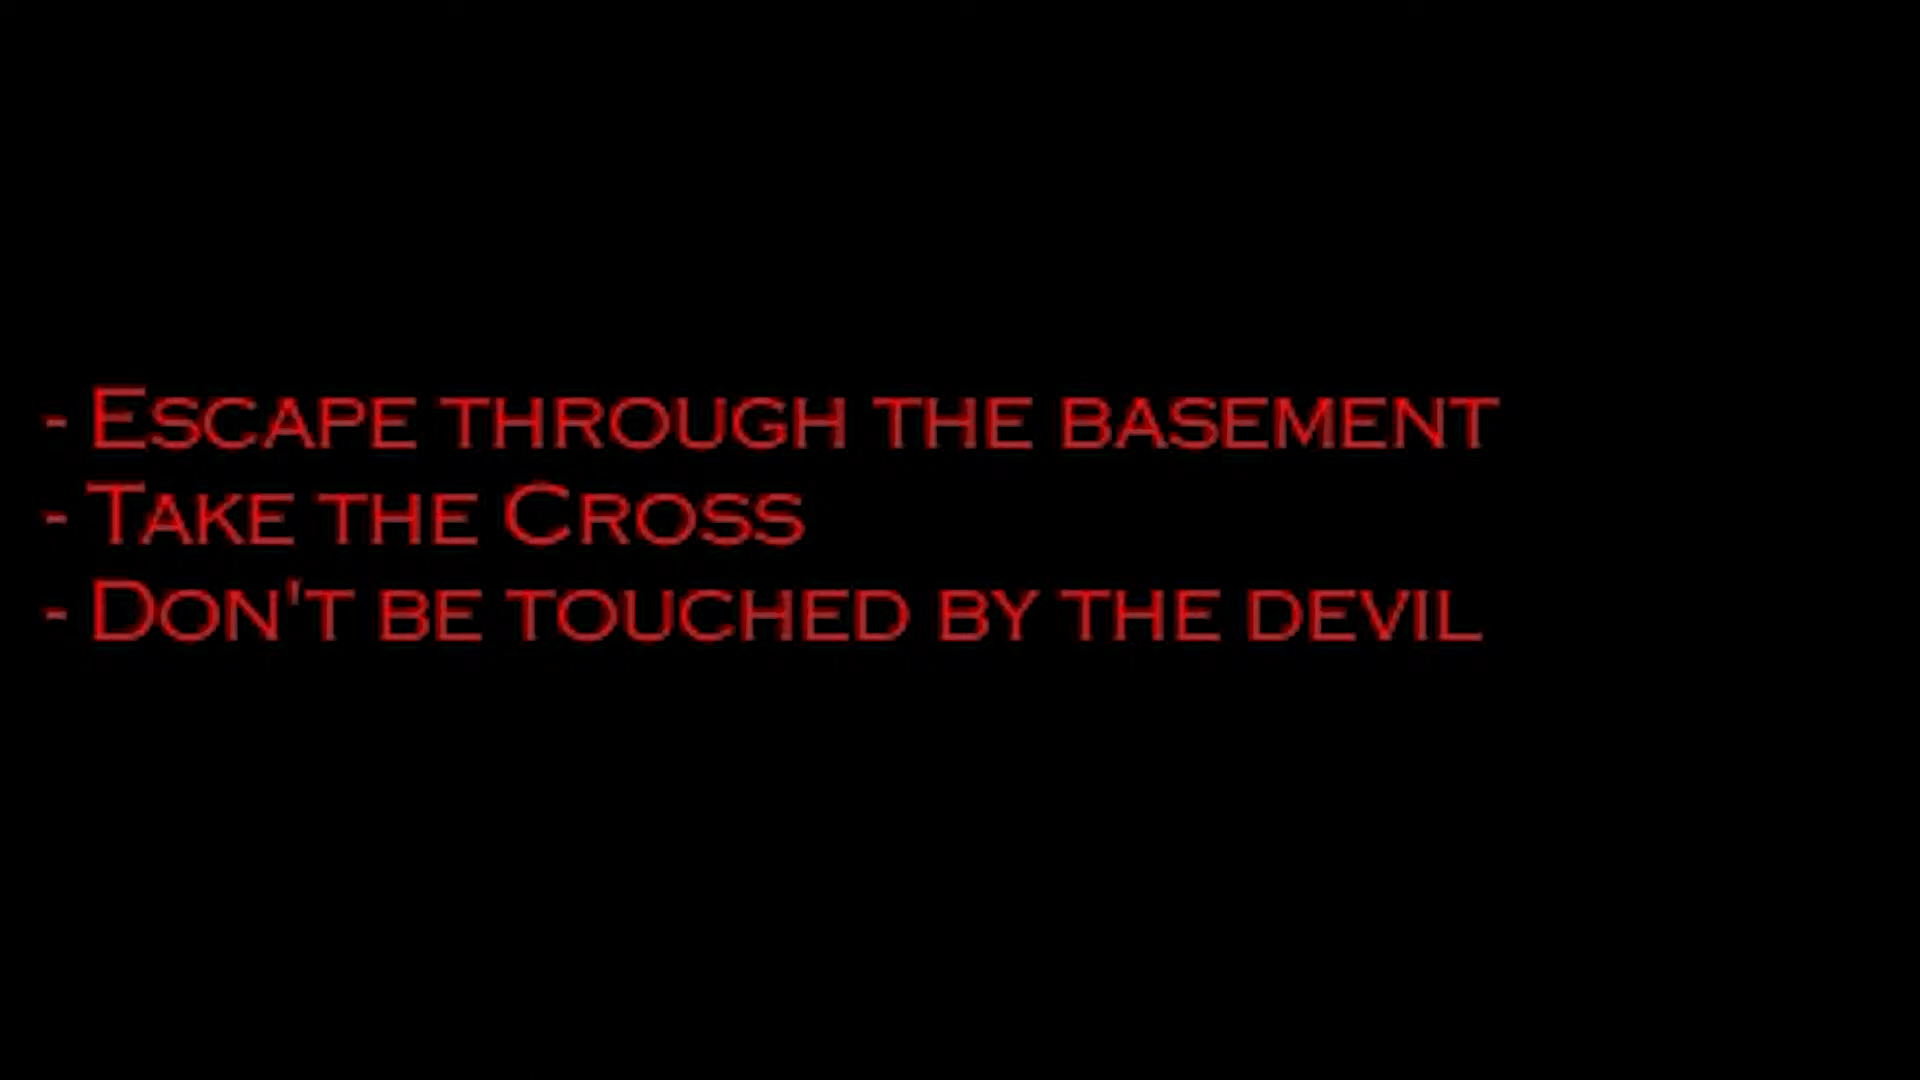 - Escape through the basement
- Take the Cross
- Don't be touched by the devil